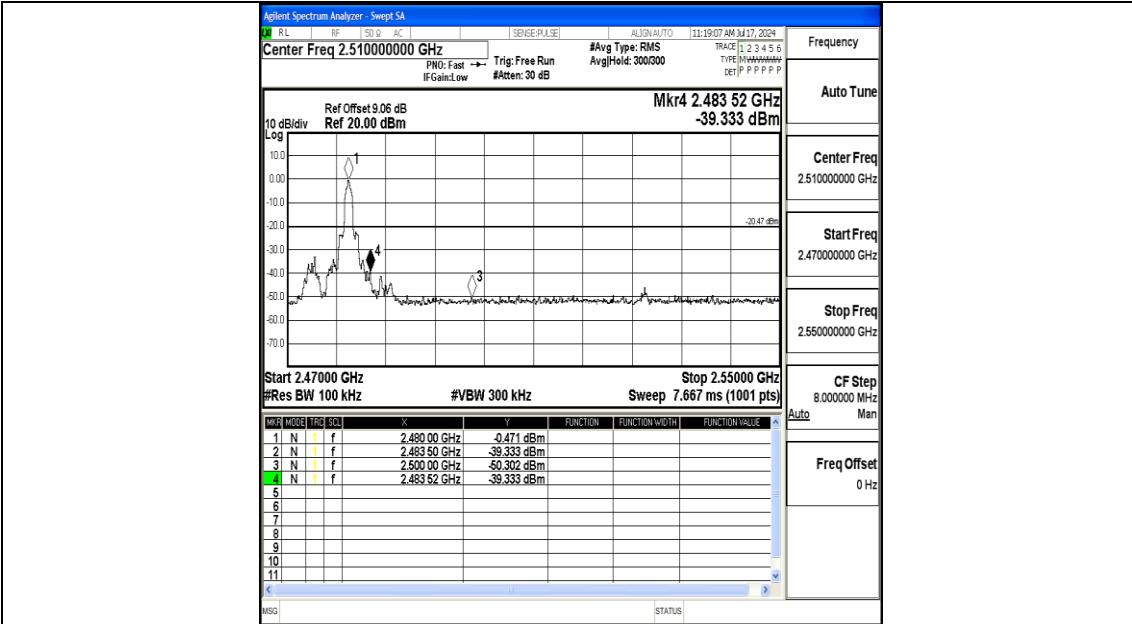 Agilent Spectrum Analyzer - Swept SA
RL RF 50 Ω AC SENSE:PULSE ALIGN AUTO 11:19:07 AM Jul 17, 2024
Center Freq 2.510000000 GHz
PNO: Fast
IFGain:Low
Trig: Free Run
#Atten: 30 dB
#Avg Type: RMS
Avg|Hold: 300/300
TRACE 1 2 3 4 5 6
TYPE
DET P P P P P P
Frequency
Auto Tune
Center Freq
2.510000000 GHz
Start Freq
2.470000000 GHz
Stop Freq
2.550000000 GHz
CF Step
8.000000 MHz
Auto Man
Freq Offset
0 Hz
Mkr4 2.483 52 GHz
-39.333 dBm
Ref Offset 9.06 dB
10 dB/div Ref 20.00 dBm
Log
10.0
0.00
-10.0
-20.0
-30.0
-40.0
-50.0
-60.0
-70.0
1
4
3
-20.47 dBm
Start 2.47000 GHz Stop 2.55000 GHz
#Res BW 100 kHz #VBW 300 kHz Sweep 7.667 ms (1001 pts)
MKR MODE TRC SCL X Y FUNCTION FUNCTION WIDTH FUNCTION VALUE
1 N 1 f 2.480 00 GHz -0.471 dBm
2 N 1 f 2.483 50 GHz -39.333 dBm
3 N 1 f 2.500 00 GHz -50.302 dBm
4 N 1 f 2.483 52 GHz -39.333 dBm
5
6
7
8
9
10
11
MSG STATUS